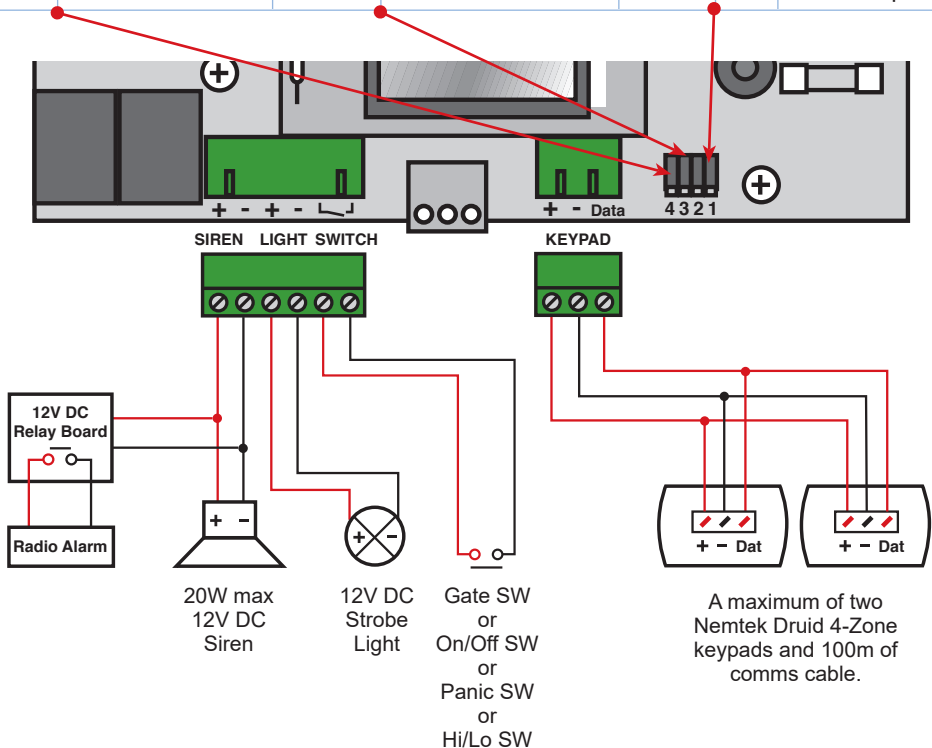 + - + -
+ - Data
4 3 2 1
SIREN LIGHT SWITCH
KEYPAD
12V DC
Relay Board
Radio Alarm
+ −
20W max
12V DC
Siren
+ −
12V DC
Strobe
Light
Gate SW
or
On/Off SW
or
Panic SW
or
Hi/Lo SW
+ − Dat
+ − Dat
A maximum of two
Nemtek Druid 4-Zone
keypads and 100m of
comms cable.